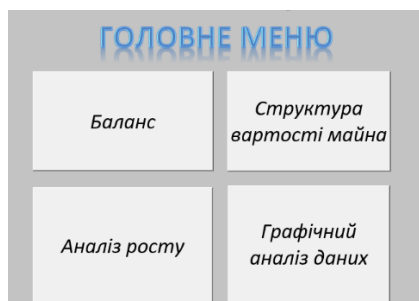 ГОЛОВНЕ МЕНЮ
Баланс
Структура
вартості майна
Аналіз росту
Графічний
аналіз даних